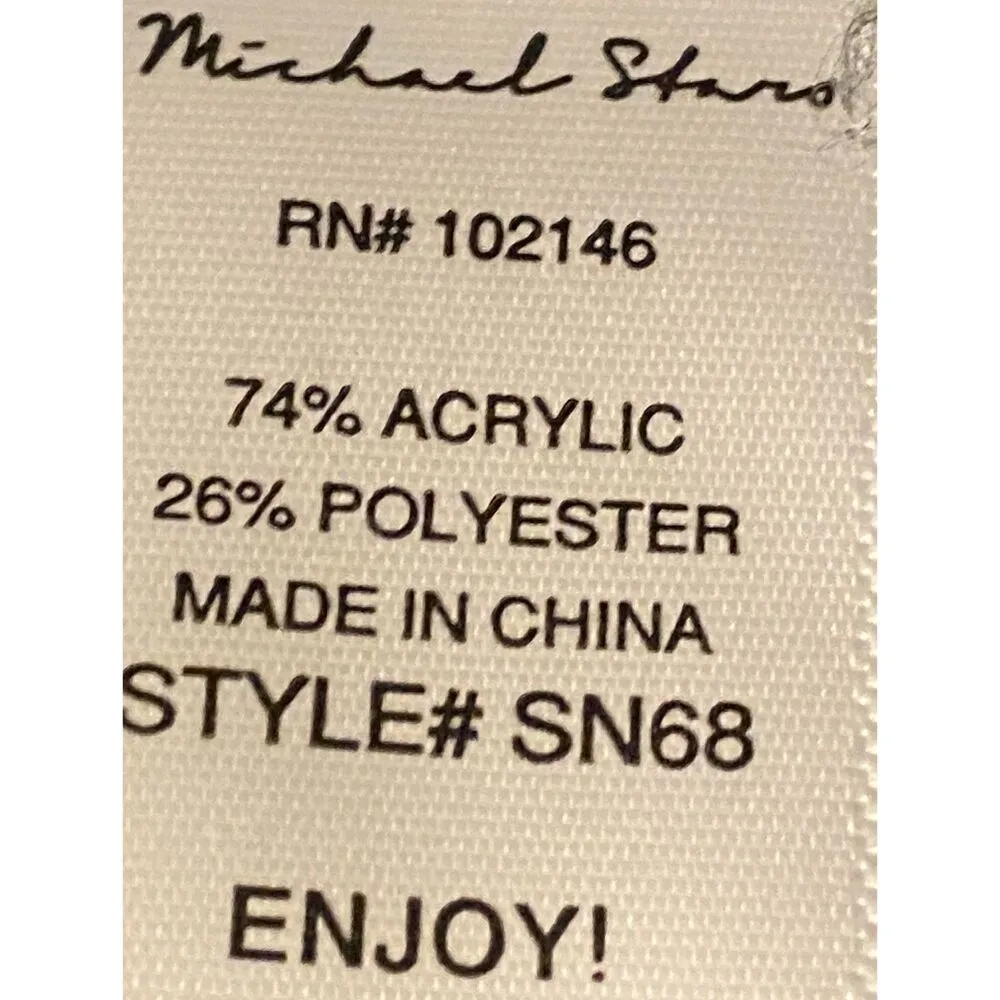 Michael Stars
RN# 102146
74% ACRYLIC
26% POLYESTER
MADE IN CHINA
STYLE# SN68
ENJOY!